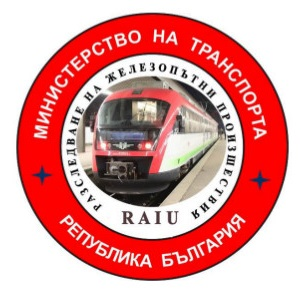 МИНИСТЕРСТВО НА ТРАНСПОРТА
РАЗСЛЕДВАНЕ НА ЖЕЛЕЗОПЪТНИ ПРОИЗШЕСТВИЯ
RAIU
РЕПУБЛИКА БЪЛГАРИЯ